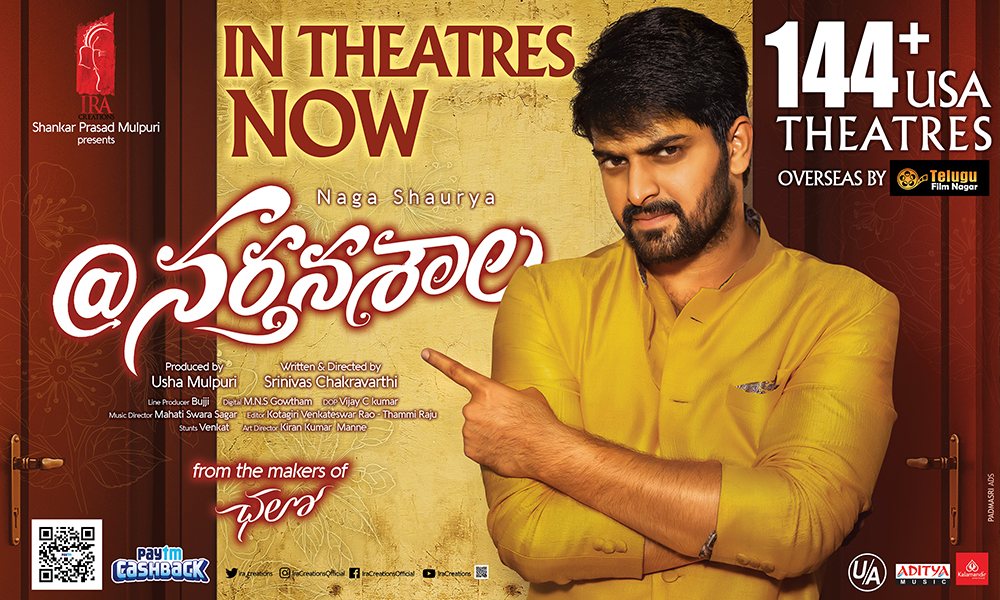 IRA
CREATIONS
Shankar Prasad Mulpuri
presents
IN THEATRES
NOW
Naga Shaurya
@నర్తనశాల
Produced by
Usha Mulpuri
Written & Directed by
Srinivas Chakravarthi
Line Producer Bujji Digital M.N.S Gowtham DOP Vijay C kumar
Music Director Mahati Swara Sagar - Editor Kotagiri Venkateswar Rao - Thammi Raju
Stunts Venkat Art Director Kiran Kumar Manne
from the makers of
ఛలో
Paytm
CASHBACK
ira_creations IraCreationsOfficial IraCreationsOfficial IraCreations
144+
USA
THEATRES
OVERSEAS BY Telugu
Film Nagar
PADMASRI ADS
U/A
ADITYA
MUSIC
Kalamandir